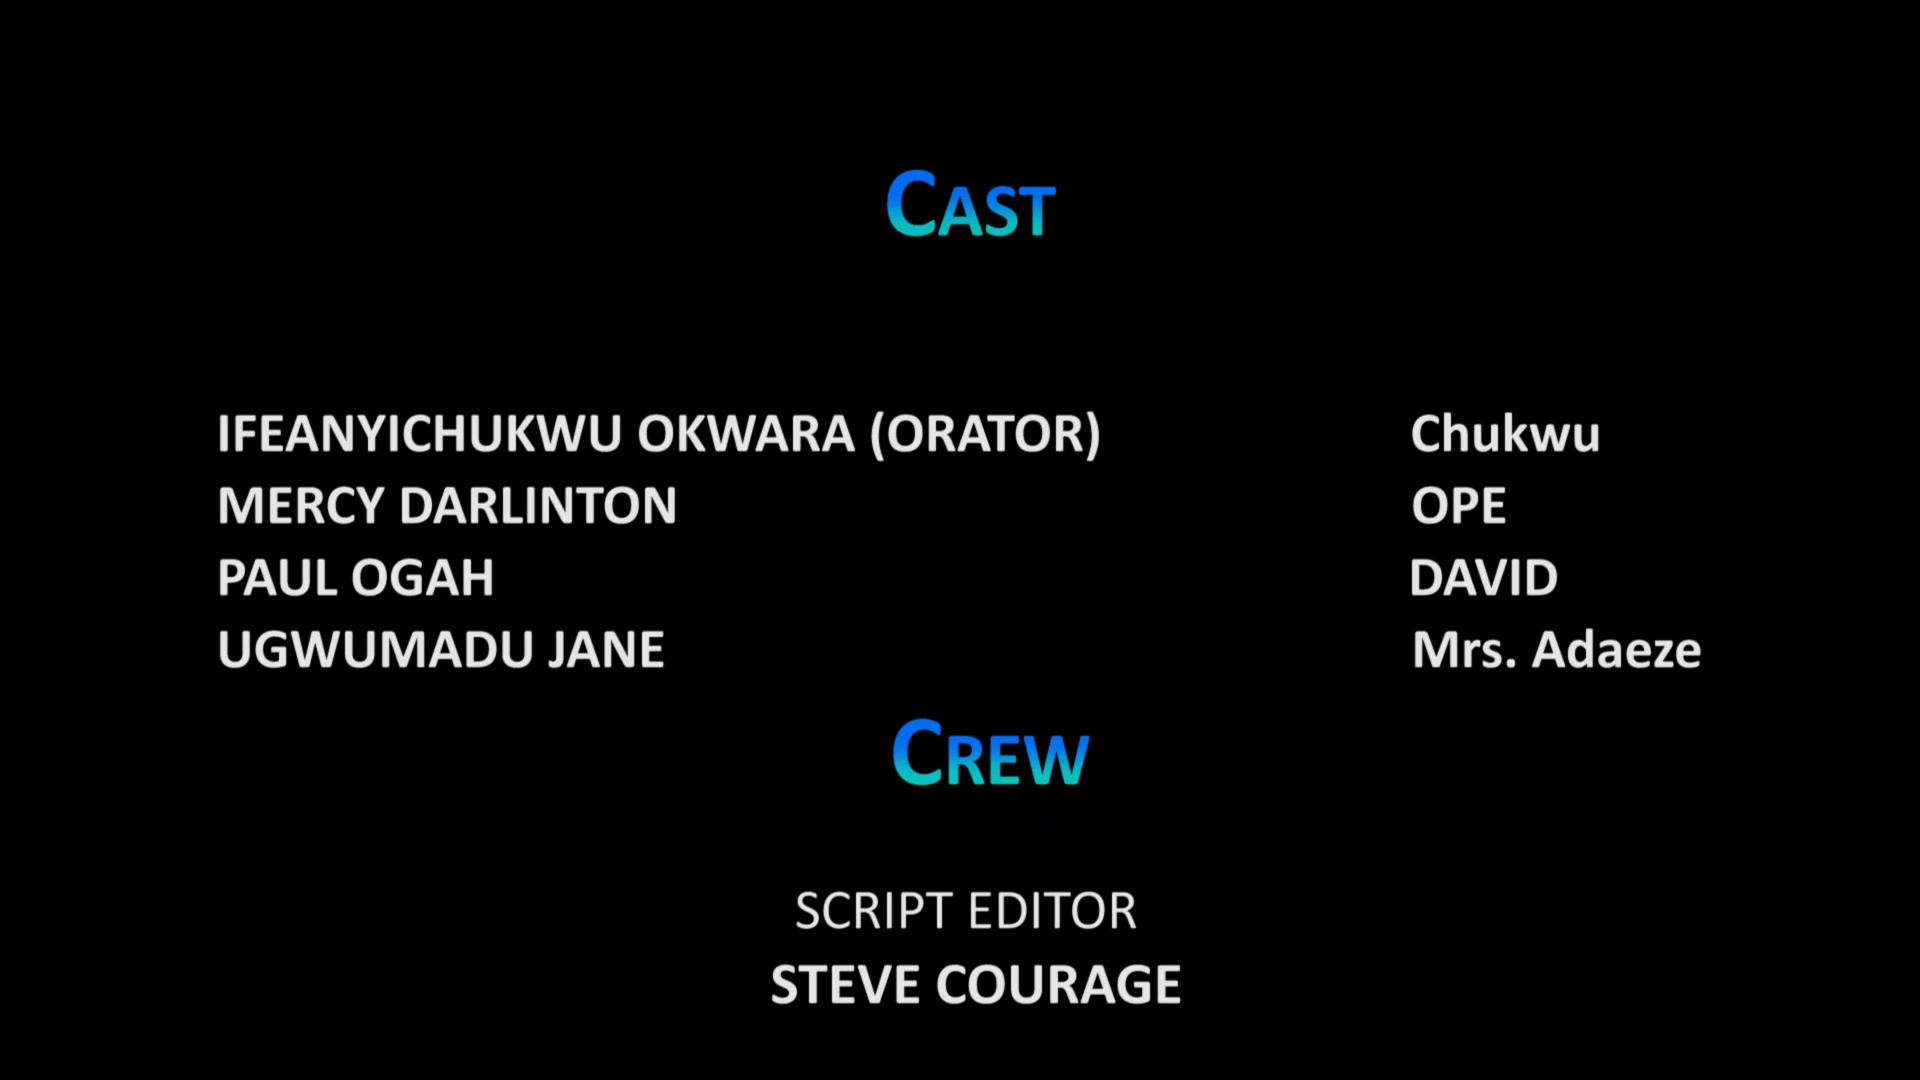 CAST
IFEANYICHUKWU OKWARA (ORATOR) Chukwu
MERCY DARLINTON OPE
PAUL OGAH DAVID
UGWUMADU JANE Mrs. Adaeze
CREW
SCRIPT EDITOR
STEVE COURAGE